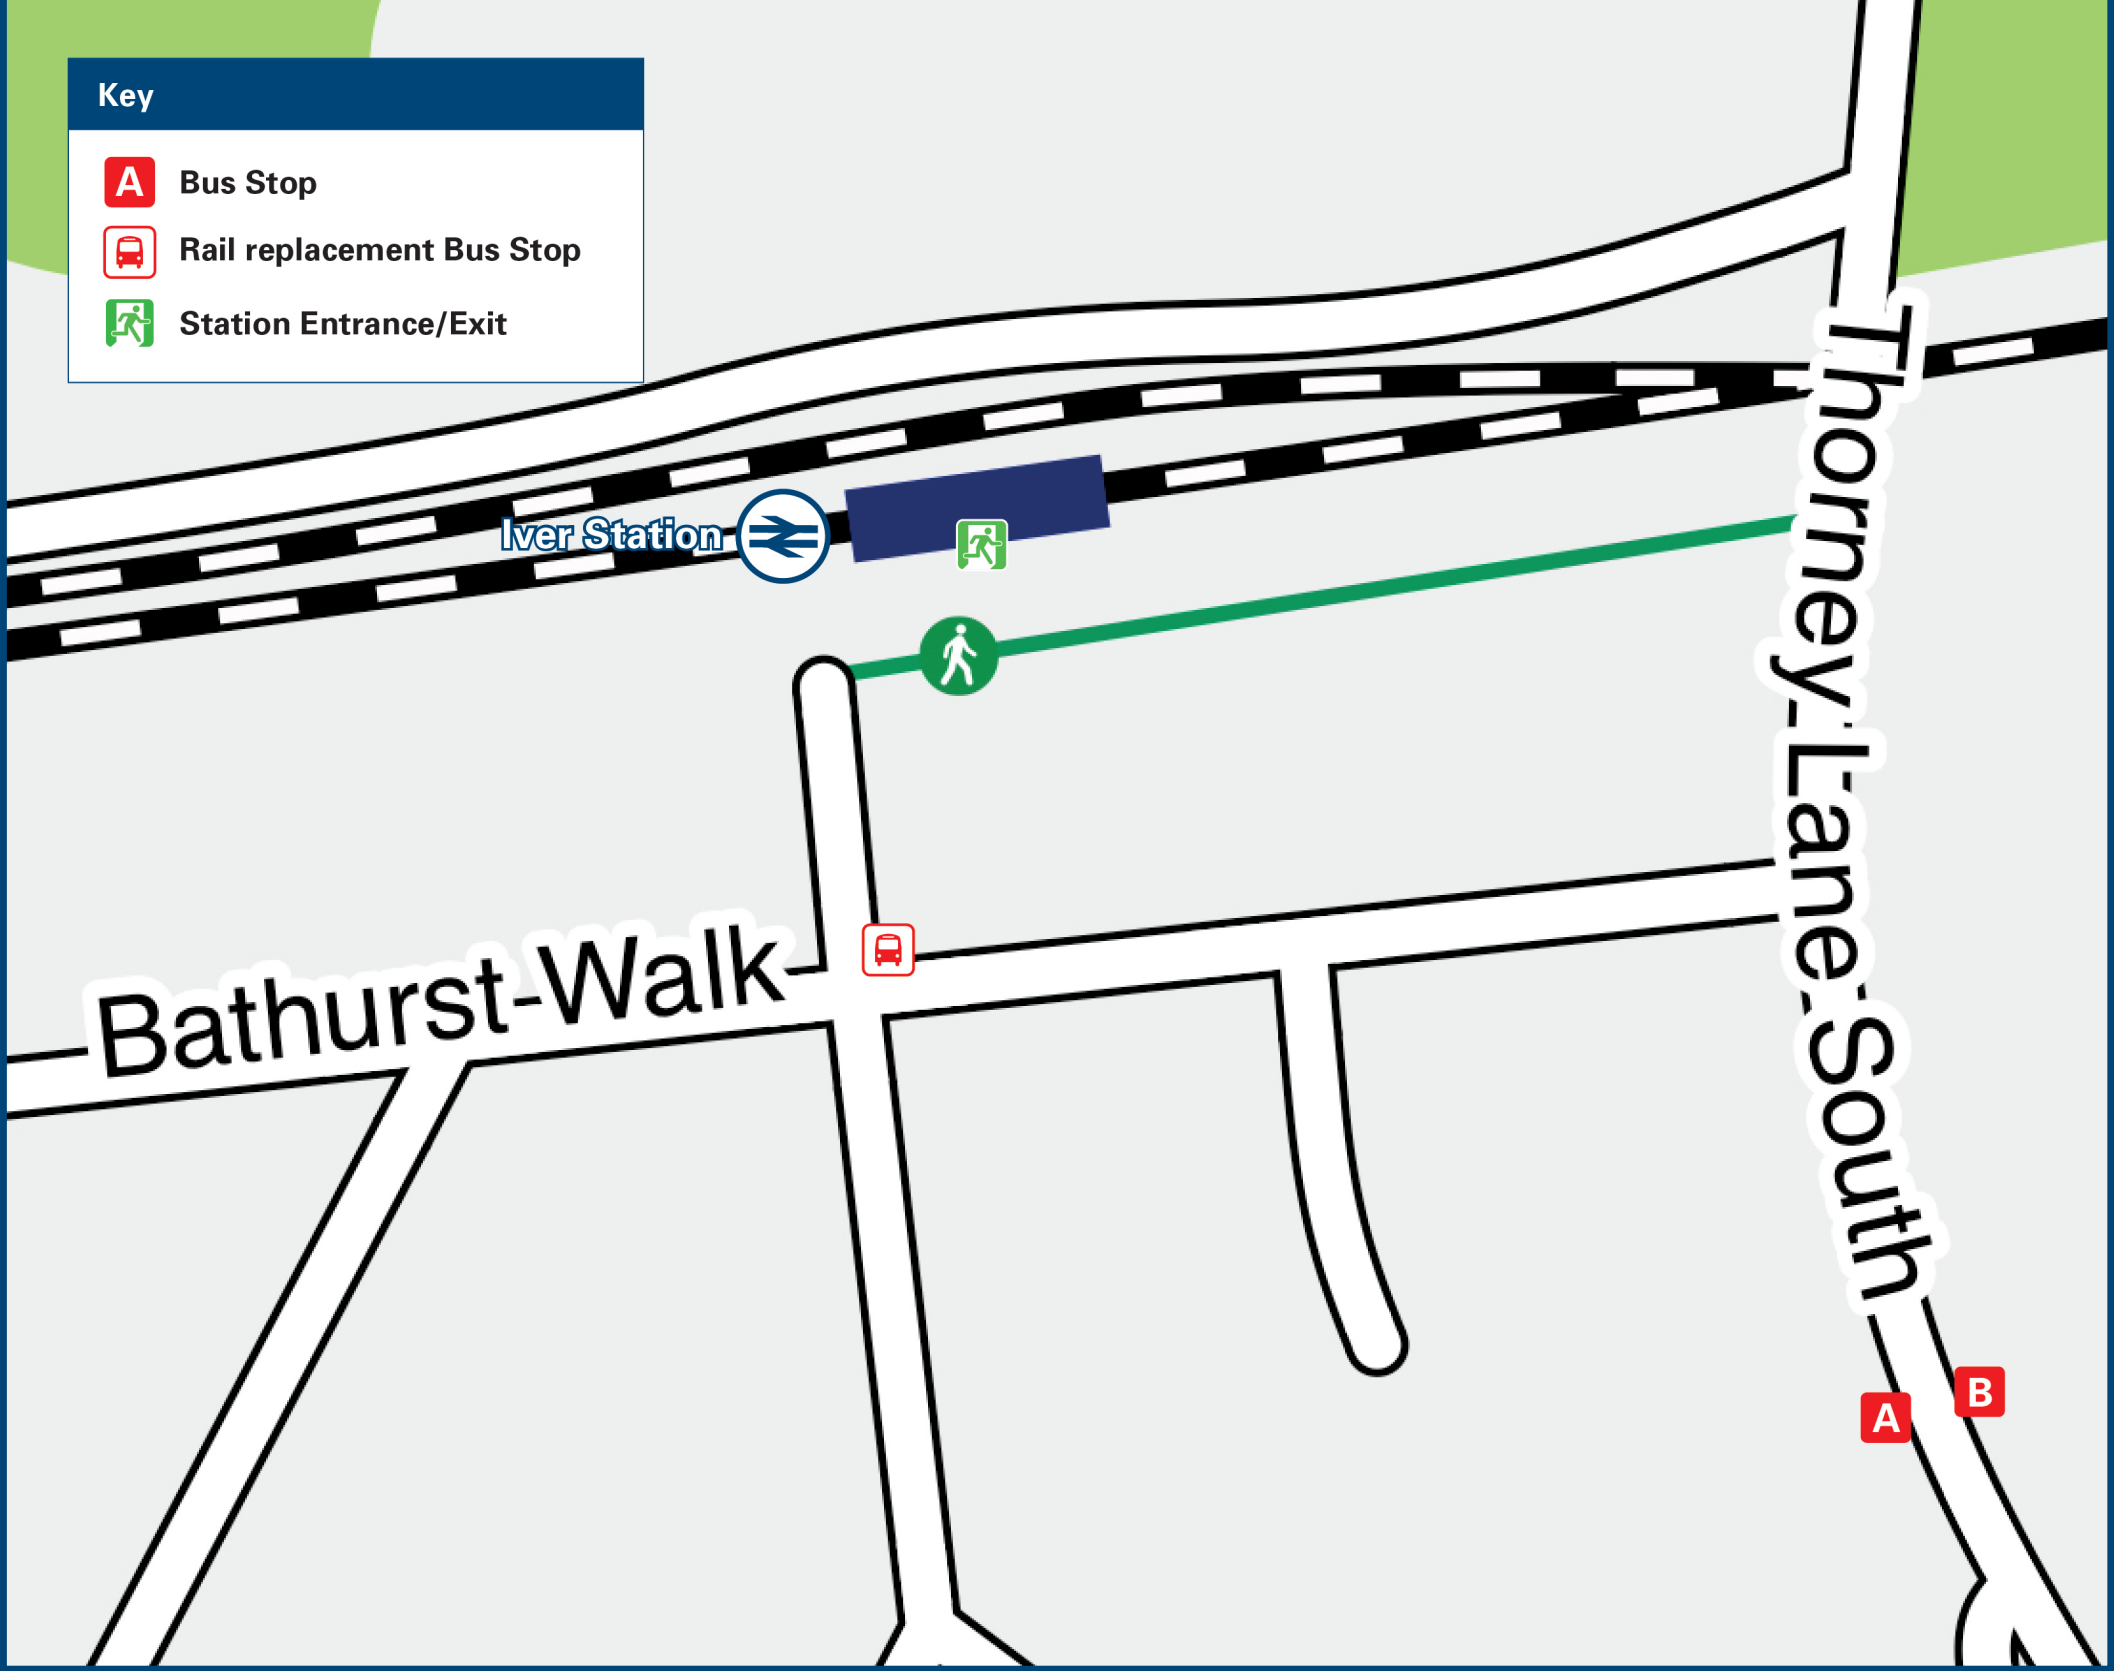 Key
A Bus Stop
Rail replacement Bus Stop
Station Entrance/Exit
Iver Station
Thorney Lane South
Bathurst Walk
A
B